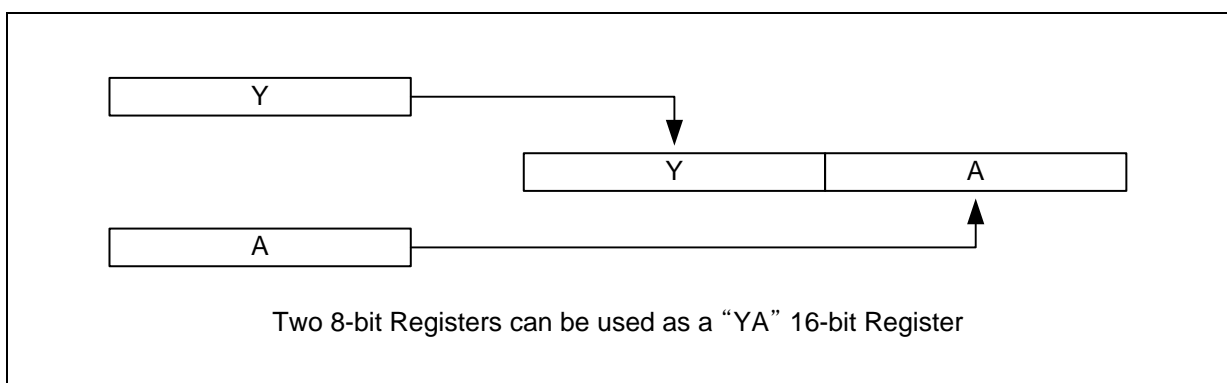 Y
Y A
A
Two 8-bit Registers can be used as a “YA” 16-bit Register